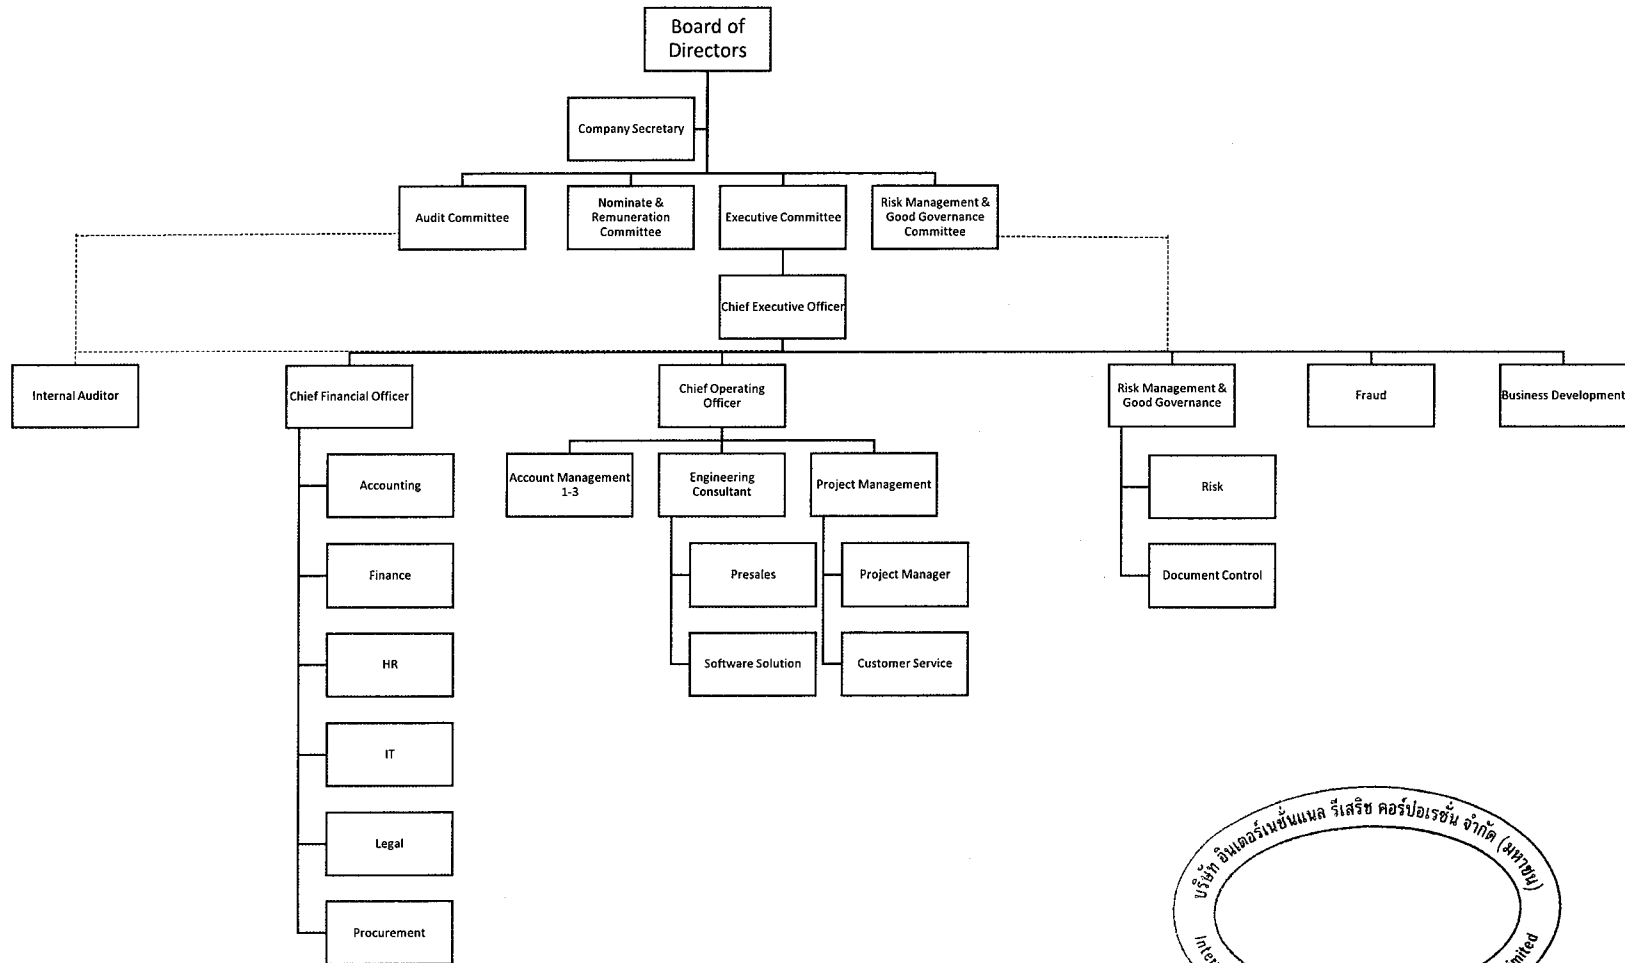 Board of
Directors
Company Secretary
Audit Committee
Nominate &
Remuneration
Committee
Executive Committee
Risk Management &
Good Governance
Committee
Chief Executive Officer
Internal Auditor
Chief Financial Officer
Chief Operating
Officer
Risk Management &
Good Governance
Fraud
Business Development
Account Management
1-3
Engineering
Consultant
Project Management
Accounting
Risk
Finance
Presales
Project Manager
Document Control
HR
Software Solution
Customer Service
IT
Legal
Procurement
บริษัท อินเตอร์เนชั่นแนล รีเสริช คอร์ปอเรชั่น จำกัด (มหาชน)